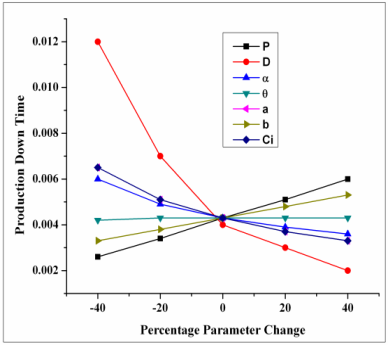 0.012
0.010
0.008
0.006
0.004
0.002
Production Down Time
P
D
α
θ
a
b
Ci
-40 -20 0 20 40
Percentage Parameter Change